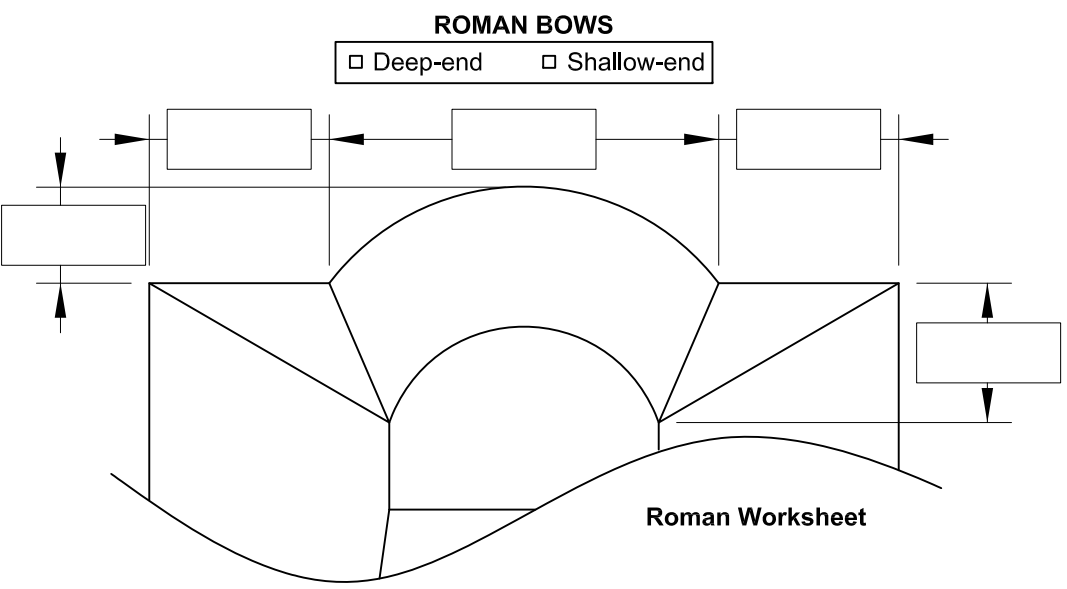 ROMAN BOWS
□ Deep-end □ Shallow-end
Roman Worksheet